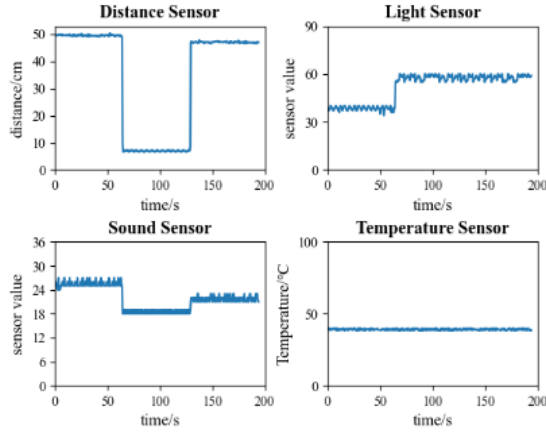 Distance Sensor
distance/cm
50
40
30
20
10
0
0 50 100 150 200
time/s
Light Sensor
sensor value
90
60
30
0
0 50 100 150 200
time/s
Sound Sensor
sensor value
36
30
24
18
12
6
0
0 50 100 150 200
time/s
Temperature Sensor
Temperature/°C
100
50
0
0 50 100 150 200
time/s